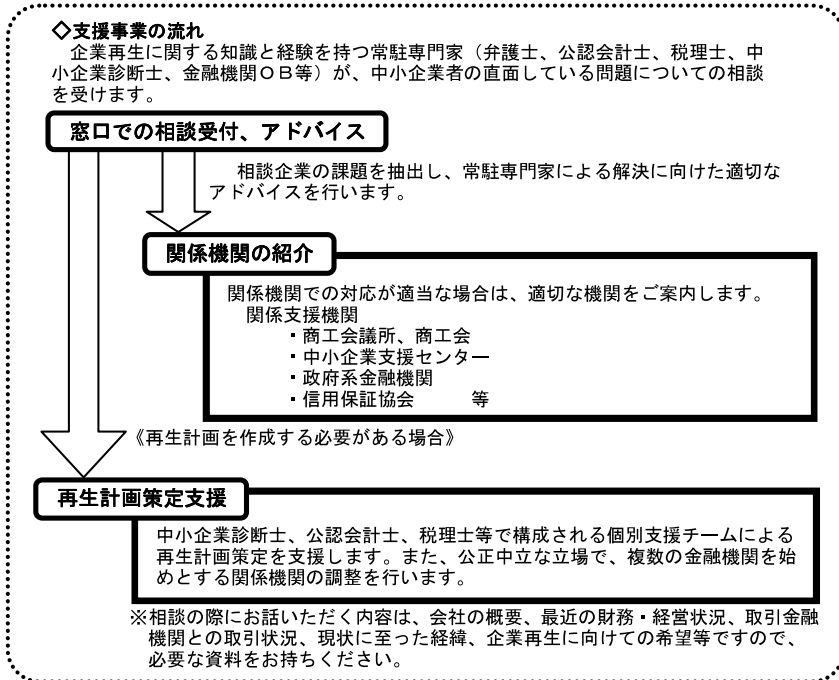 ◇支援事業の流れ
企業再生に関する知識と経験を持つ常駐専門家（弁護士、公認会計士、税理士、中
小企業診断士、金融機関ＯＢ等）が、中小企業者の直面している問題についての相談
を受けます。
窓口での相談受付、アドバイス
相談企業の課題を抽出し、常駐専門家による解決に向けた適切な
アドバイスを行います。
関係機関の紹介
関係機関での対応が適当な場合は、適切な機関をご案内します。
関係支援機関
・商工会議所、商工会
・中小企業支援センター
・政府系金融機関
・信用保証協会　　　等
《再生計画を作成する必要がある場合》
再生計画策定支援
中小企業診断士、公認会計士、税理士等で構成される個別支援チームによる
再生計画策定を支援します。また、公正中立な立場で、複数の金融機関を始
めとする関係機関の調整を行います。
※相談の際にお話いただく内容は、会社の概要、最近の財務・経営状況、取引金融
機関との取引状況、現状に至った経緯、企業再生に向けての希望等ですので、
必要な資料をお持ちください。